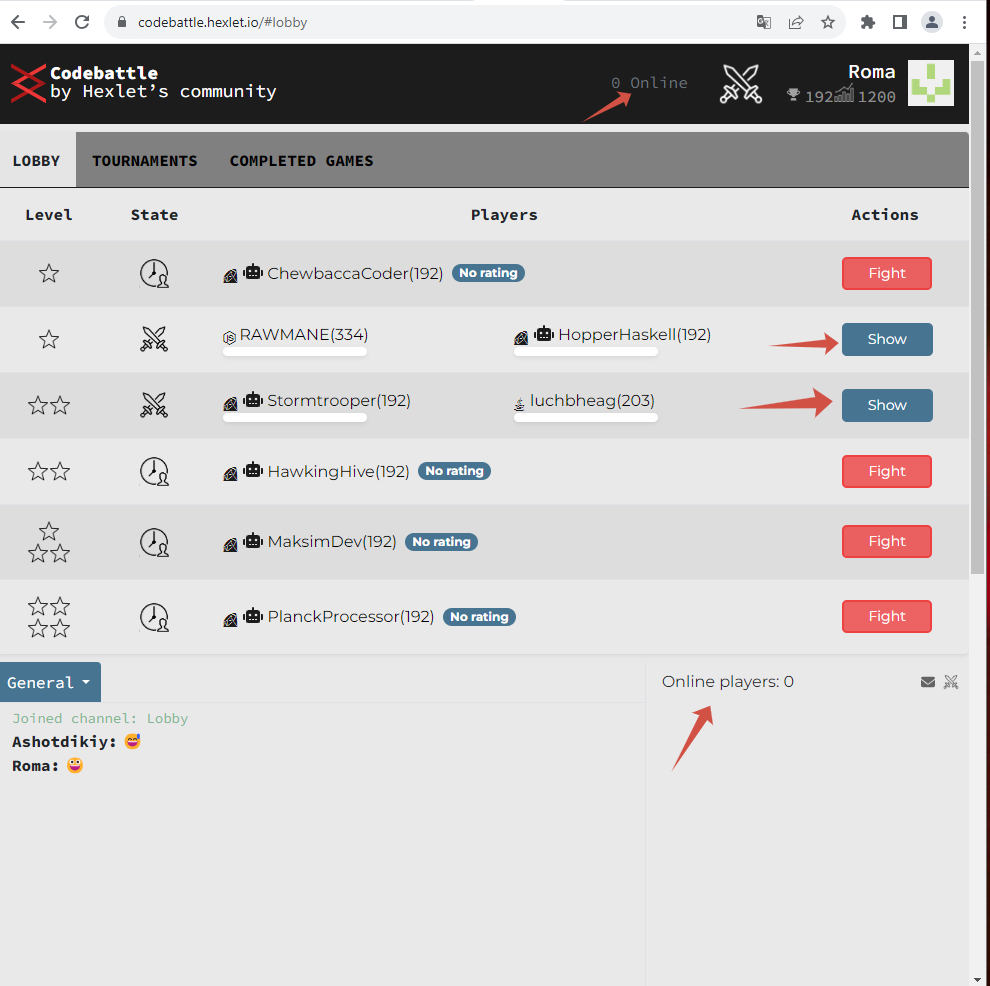 codebattle.hexlet.io/#lobby
Codebattle
by Hexlet's community
0 Online
Roma
192 1200
LOBBY TOURNAMENTS COMPLETED GAMES
Level State Players Actions
ChewbaccaCoder(192) No rating Fight
RAWMANE(334) HopperHaskell(192) Show
Stormtrooper(192) luchbheag(203) Show
HawkingHive(192) No rating Fight
MaksimDev(192) No rating Fight
PlanckProcessor(192) No rating Fight
General
Online players: 0
Joined channel: Lobby
Ashotdikiy: 😅
Roma: 😀